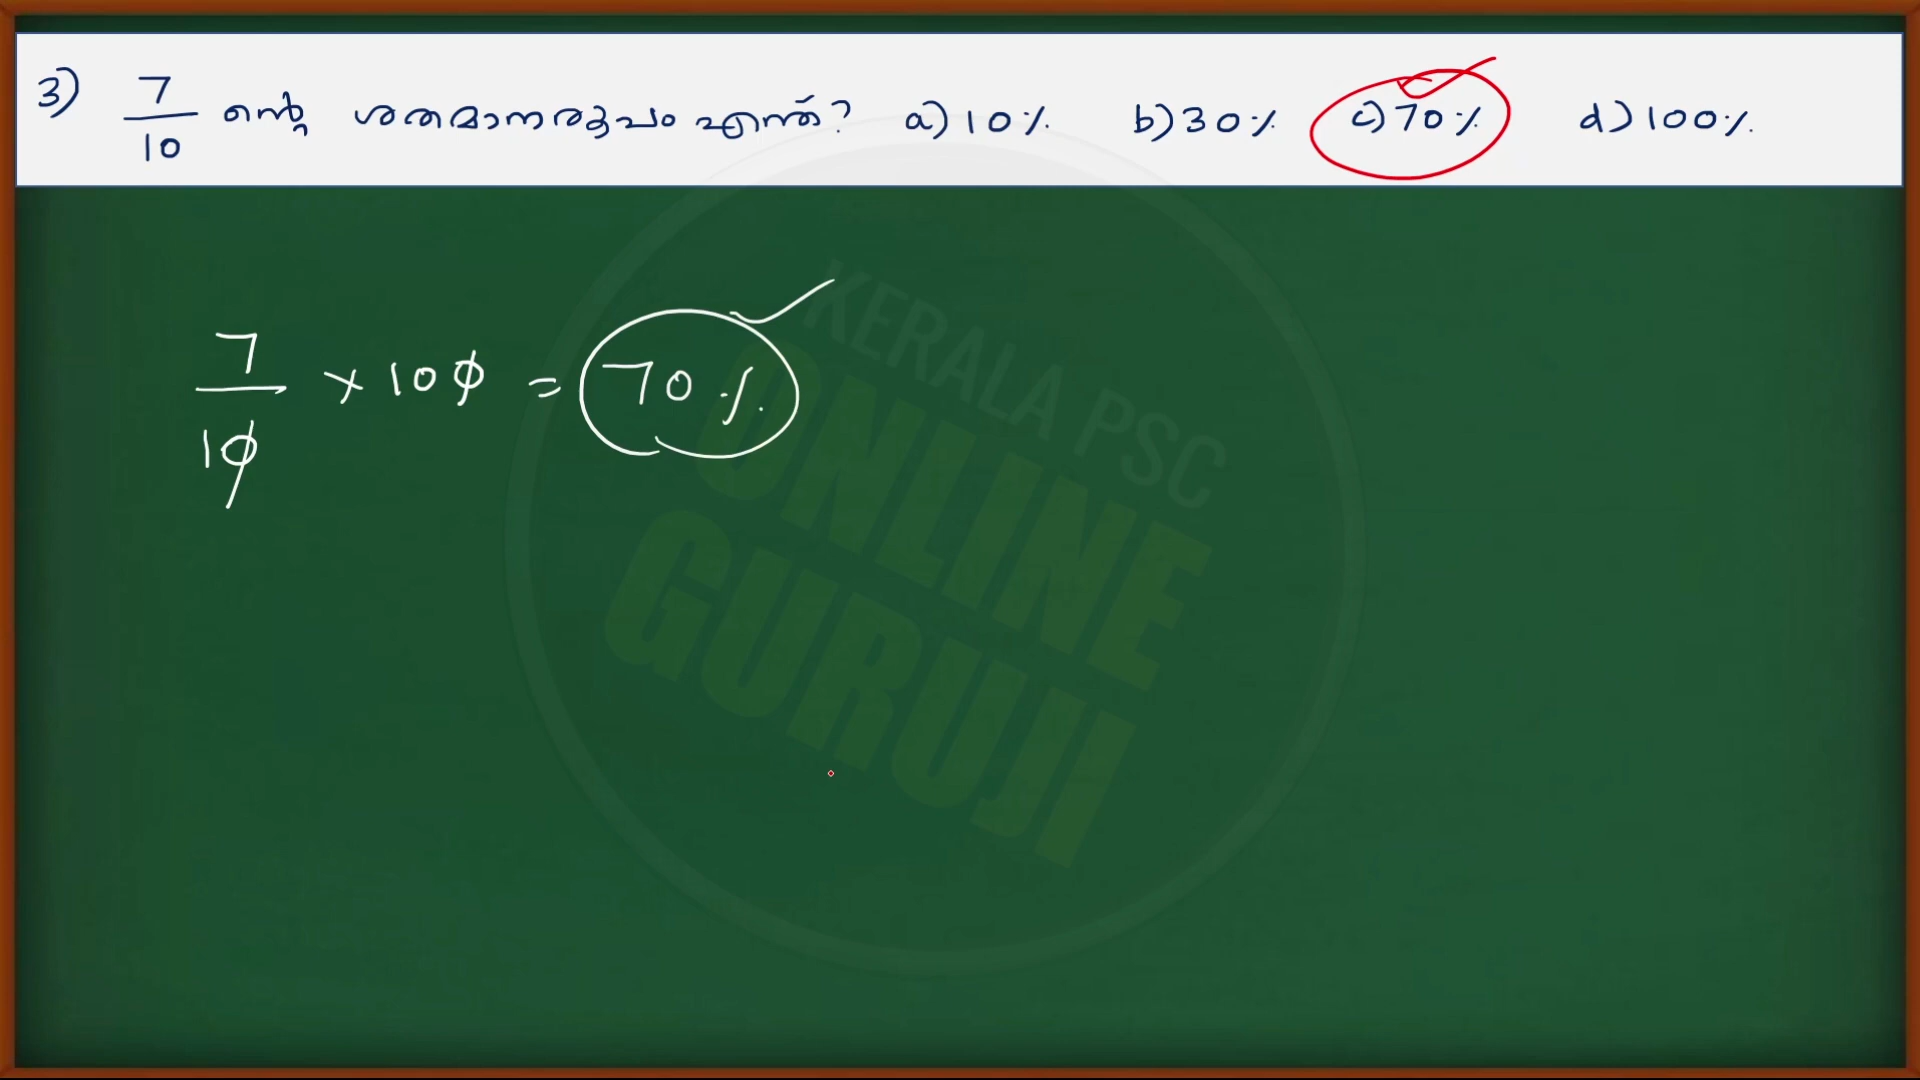 3) 7/10 ന്റെ ശതമാനരൂപം എന്ത്? a) 10% b) 30% c) 70% d) 100%
7/10 × 100 = 70%
KERALA PSC
ONLINE
GURUJI